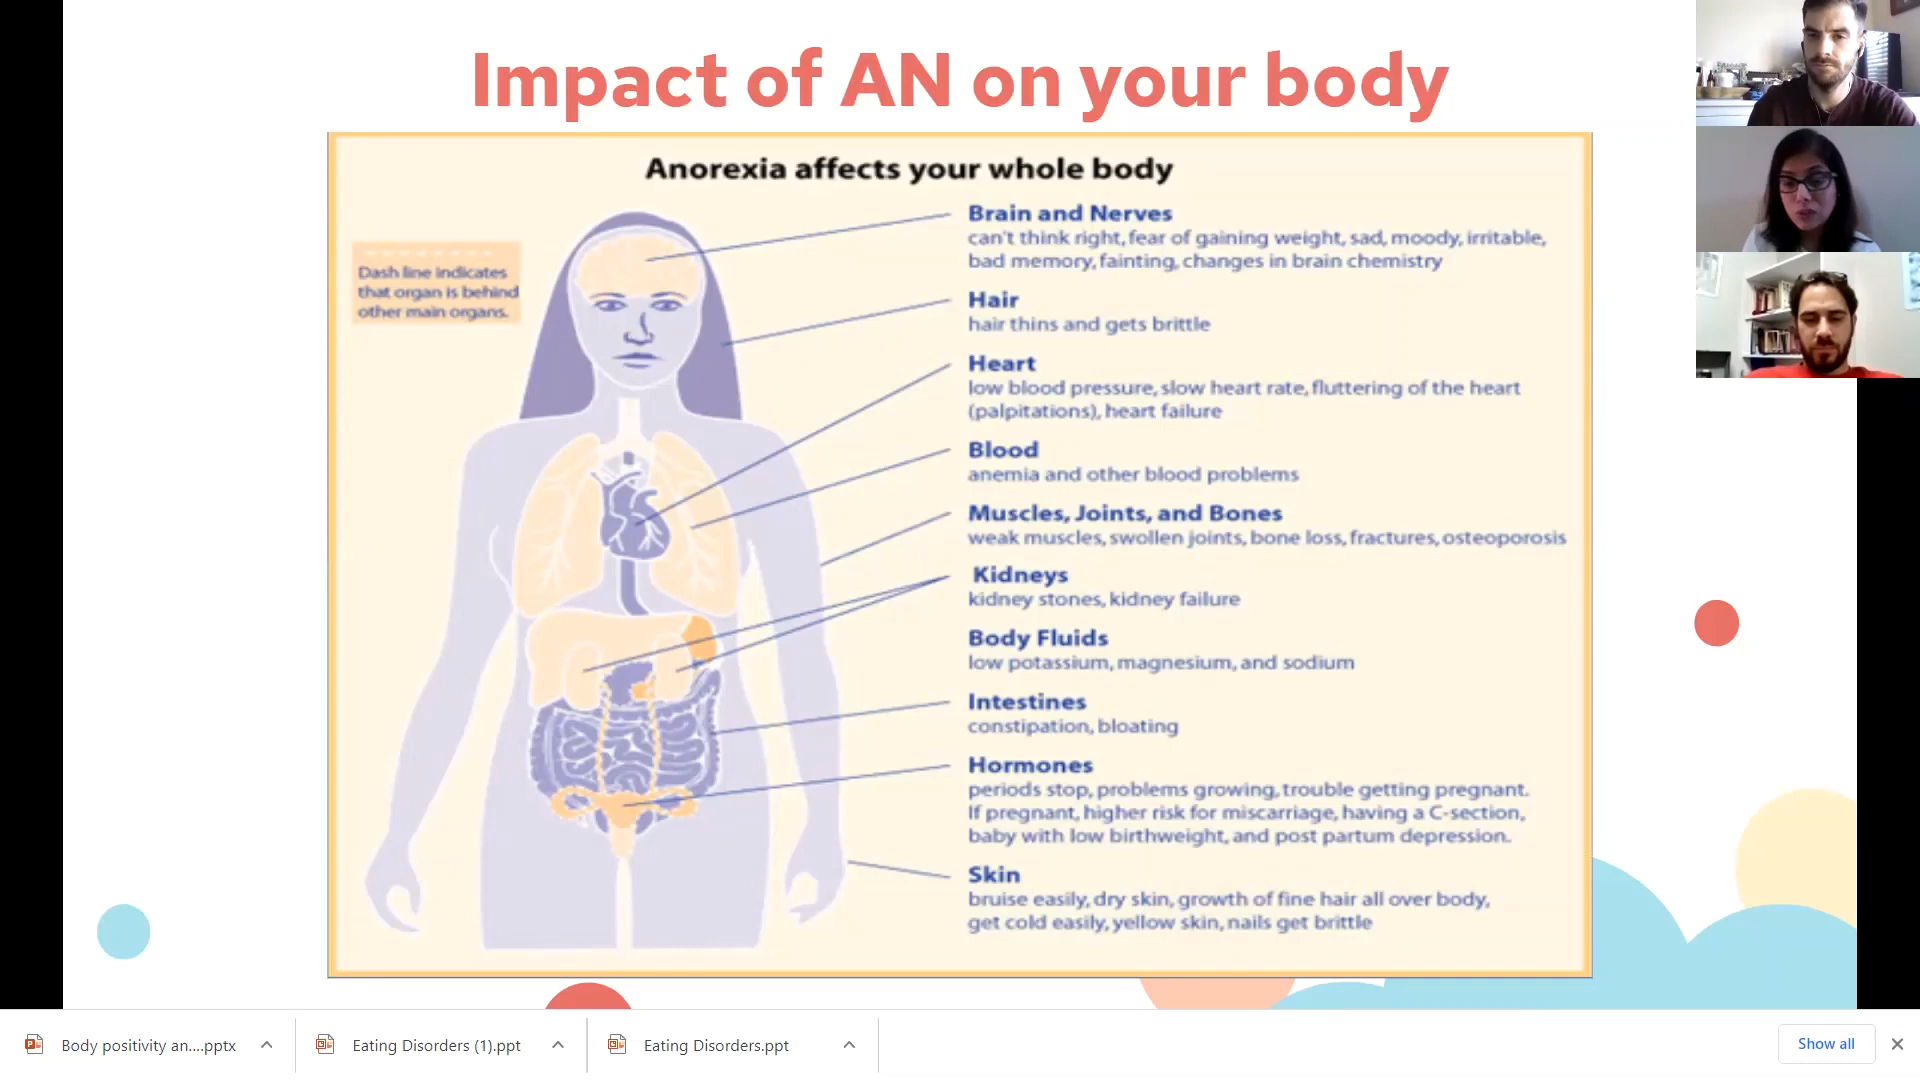 Impact of AN on your body
Anorexia affects your whole body
Dash line indicates
that organ is behind
other main organs.
Brain and Nerves
can't think right, fear of gaining weight, sad, moody, irritable,
bad memory, fainting, changes in brain chemistry
Hair
hair thins and gets brittle
Heart
low blood pressure, slow heart rate, fluttering of the heart
(palpitations), heart failure
Blood
anemia and other blood problems
Muscles, Joints, and Bones
weak muscles, swollen joints, bone loss, fractures, osteoporosis
Kidneys
kidney stones, kidney failure
Body Fluids
low potassium, magnesium, and sodium
Intestines
constipation, bloating
Hormones
periods stop, problems growing, trouble getting pregnant.
If pregnant, higher risk for miscarriage, having a C-section,
baby with low birthweight, and post partum depression.
Skin
bruise easily, dry skin, growth of fine hair all over body,
get cold easily, yellow skin, nails get brittle
Body positivity an....pptx
Eating Disorders (1).ppt
Eating Disorders.ppt
Show all